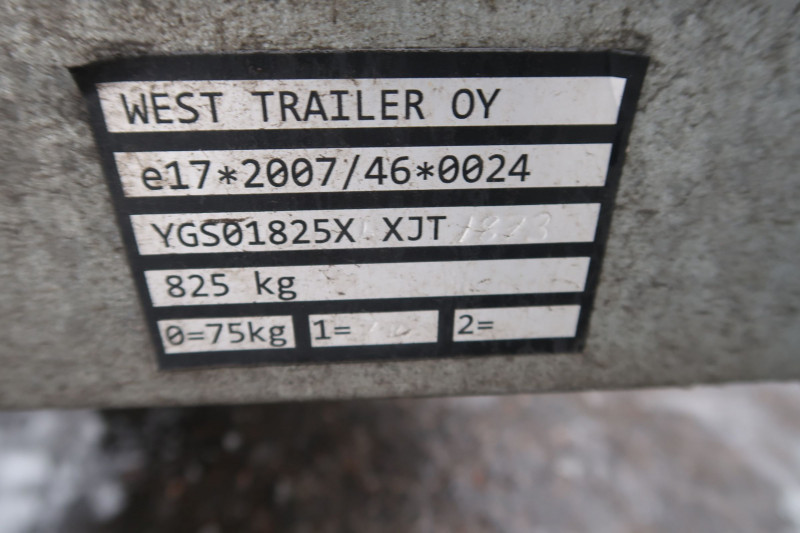 WEST TRAILER OY
e17*2007/46*0024
YGS01825X XJT
825 kg
0=75kg 1= 2=